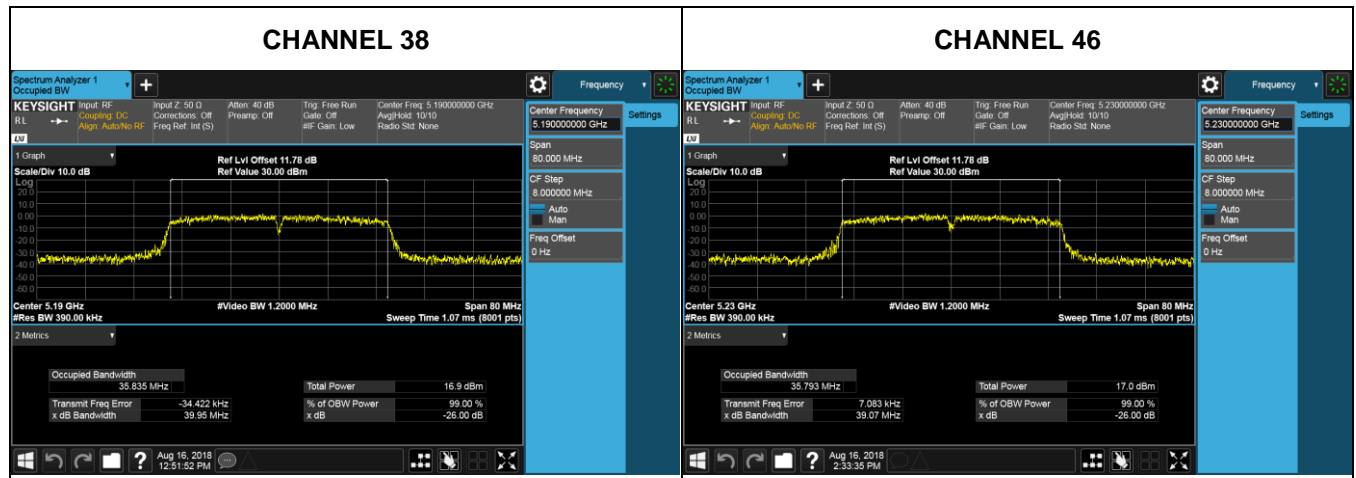 CHANNEL 38
Spectrum Analyzer 1
Occupied BW
+
Frequency
KEYSIGHT
RL
LXI
Input: RF
Coupling: DC
Align: Auto/No RF
Input Z: 50 Ω
Corrections: Off
Freq Ref: Int (S)
Atten: 40 dB
Preamp: Off
Trig: Free Run
Gate: Off
#IF Gain: Low
Center Freq: 5.190000000 GHz
Avg|Hold: 10/10
Radio Std: None
Center Frequency
5.190000000 GHz
Settings
Span
80.000 MHz
CF Step
8.000000 MHz
Auto
Man
Freq Offset
0 Hz
1 Graph
Scale/Div 10.0 dB
Ref Lvl Offset 11.78 dB
Ref Value 30.00 dBm
Log
20.0
10.0
0.00
-10.0
-20.0
-30.0
-40.0
-50.0
-60.0
Center 5.19 GHz
#Video BW 1.2000 MHz
Span 80 MHz
#Res BW 390.00 kHz
Sweep Time 1.07 ms (8001 pts)
2 Metrics
Occupied Bandwidth
35.835 MHz
Total Power 16.9 dBm
Transmit Freq Error -34.422 kHz
% of OBW Power 99.00 %
x dB Bandwidth 39.95 MHz
x dB -26.00 dB
?
Aug 16, 2018
12:51:52 PM
CHANNEL 46
Spectrum Analyzer 1
Occupied BW
+
Frequency
KEYSIGHT
RL
LXI
Input: RF
Coupling: DC
Align: Auto/No RF
Input Z: 50 Ω
Corrections: Off
Freq Ref: Int (S)
Atten: 40 dB
Preamp: Off
Trig: Free Run
Gate: Off
#IF Gain: Low
Center Freq: 5.230000000 GHz
Avg|Hold: 10/10
Radio Std: None
Center Frequency
5.230000000 GHz
Settings
Span
80.000 MHz
CF Step
8.000000 MHz
Auto
Man
Freq Offset
0 Hz
1 Graph
Scale/Div 10.0 dB
Ref Lvl Offset 11.78 dB
Ref Value 30.00 dBm
Log
20.0
10.0
0.00
-10.0
-20.0
-30.0
-40.0
-50.0
-60.0
Center 5.23 GHz
#Video BW 1.2000 MHz
Span 80 MHz
#Res BW 390.00 kHz
Sweep Time 1.07 ms (8001 pts)
2 Metrics
Occupied Bandwidth
35.793 MHz
Total Power 17.0 dBm
Transmit Freq Error 7.083 kHz
% of OBW Power 99.00 %
x dB Bandwidth 39.07 MHz
x dB -26.00 dB
?
Aug 16, 2018
2:33:35 PM